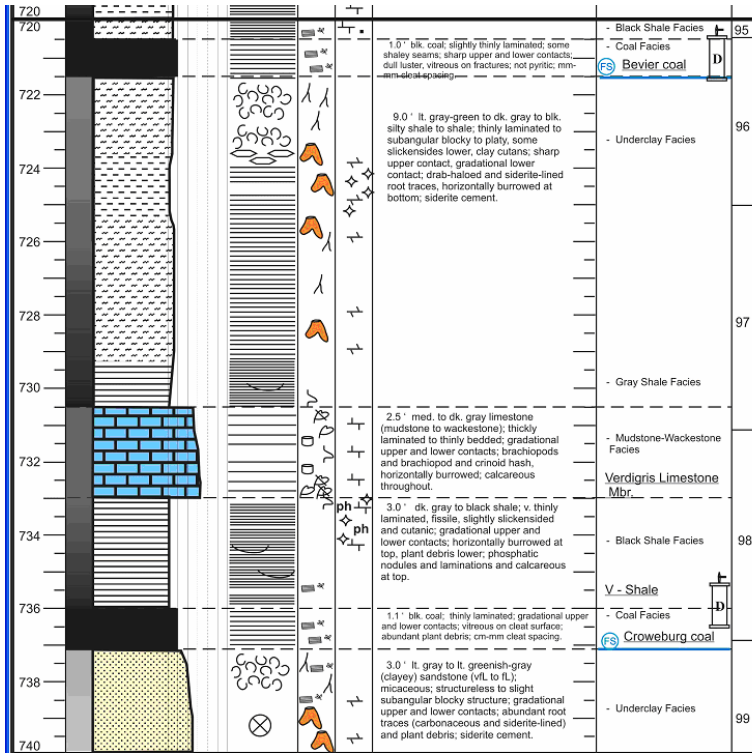 720
720
722
724
726
728
730
732
734
736
738
740
ph
ph
1.0 ' blk. coal; slightly thinly laminated; some
shaley seams; sharp upper and lower contacts;
dull luster, vitreous on fractures; not pyritic; mm-
mm cleat spacing.
9.0 ' lt. gray-green to dk. gray to blk.
silty shale to shale; thinly laminated to
subangular blocky to platy, some
slickensides lower, clay cutans; sharp
upper contact, gradational lower
contact; drab-haloed and siderite-lined
root traces, horizontally burrowed at
bottom; siderite cement.
2.5 ' med. to dk. gray limestone
(mudstone to wackestone); thickly
laminated to thinly bedded; gradational
upper and lower contacts; brachiopods
and brachiopod and crinoid hash,
horizontally burrowed; calcareous
throughout.
3.0 ' dk. gray to black shale; v. thinly
laminated, fissile, slightly slickensided
and cutanic; gradational upper and
lower contacts; horizontally burrowed at
top, plant debris lower; phosphatic
nodules and laminations and calcareous
at top.
1.1 ' blk. coal; thinly laminated; gradational upper
and lower contacts; vitreous on cleat surface;
abundant plant debris; cm-mm cleat spacing.
3.0 ' lt. gray to lt. greenish-gray
(clayey) sandstone (vfL to fL);
micaceous; structureless to slight
subangular blocky structure; gradational
upper and lower contacts; abundant root
traces (carbonaceous and siderite-lined)
and plant debris; siderite cement.
- Black Shale Facies
- Coal Facies
FS Bevier coal
D
- Underclay Facies
- Gray Shale Facies
- Mudstone-Wackestone
Facies
Verdigris Limestone
Mbr.
- Black Shale Facies
V - Shale
- Coal Facies
D
FS Croweburg coal
- Underclay Facies
95
96
97
98
99